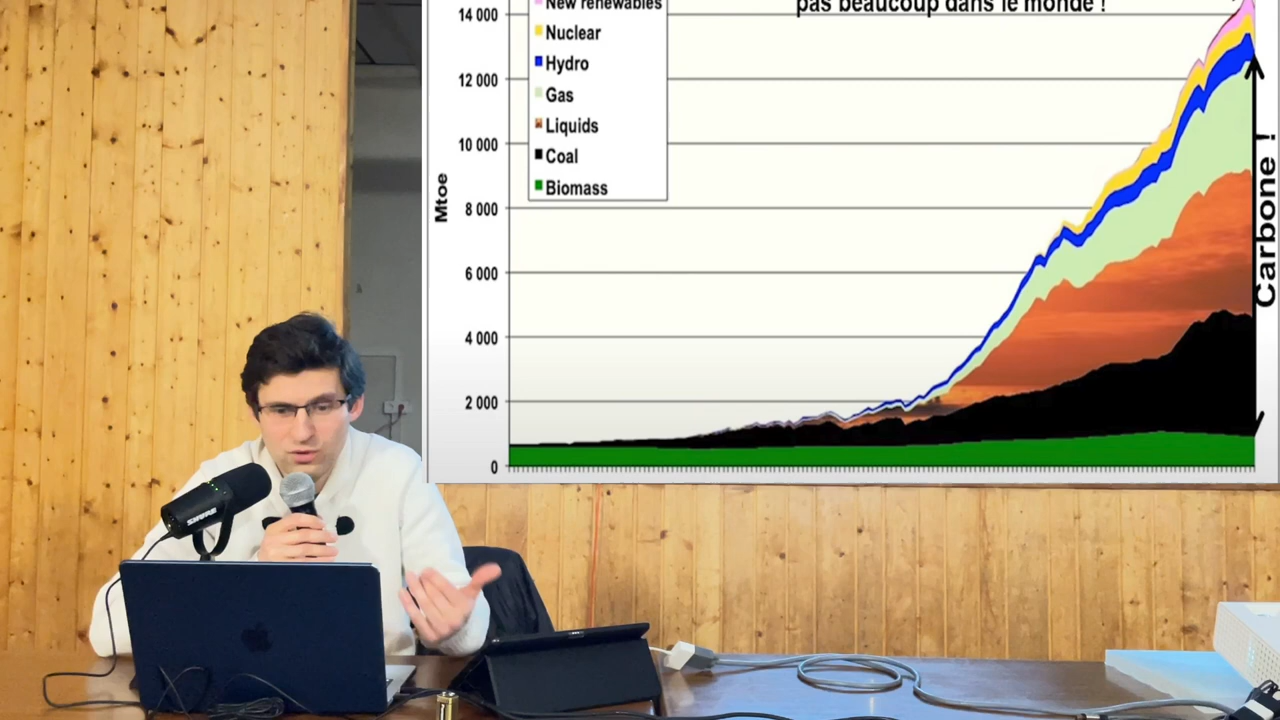 pas beaucoup dans le monde !
14 000
New renewables
Nuclear
12 000
Hydro
Gas
Liquids
10 000
Coal
Carbone !
Mtoe
Biomass
8 000
6 000
4 000
2 000
0
SHURE